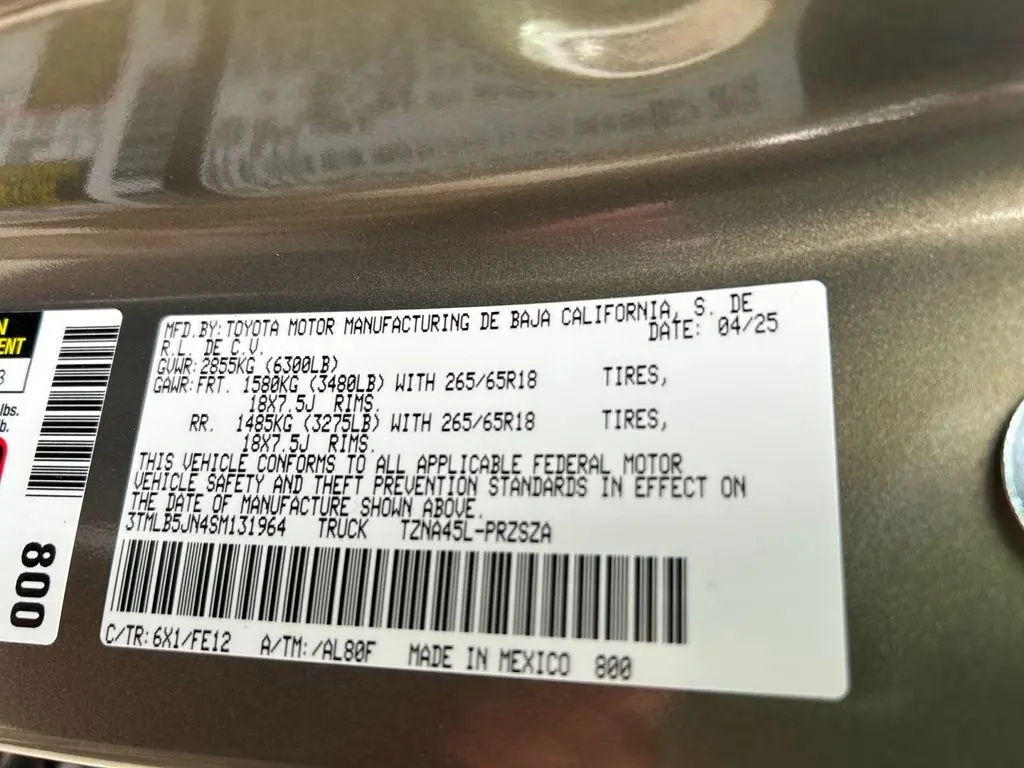 MFD.BY:TOYOTA MOTOR MANUFACTURING DE BAJA CALIFORNIA, S. DE
R.L. DE C.V. DATE: 04/25
GVWR:2855KG (6300LB)
GAWR:FRT. 1580KG (3480LB) WITH 265/65R18 TIRES,
18X7.5J RIMS.
RR. 1485KG (3275LB) WITH 265/65R18 TIRES,
18X7.5J RIMS.
THIS VEHICLE CONFORMS TO ALL APPLICABLE FEDERAL MOTOR
VEHICLE SAFETY AND THEFT PREVENTION STANDARDS IN EFFECT ON
THE DATE OF MANUFACTURE SHOWN ABOVE.
3TMLB5JN4SM131964 TRUCK TZNA45L-PRZSZA
C/TR:6X1/FE12 A/TM:/AL80F MADE IN MEXICO 800
N
ENT
3
lbs.
b.
800